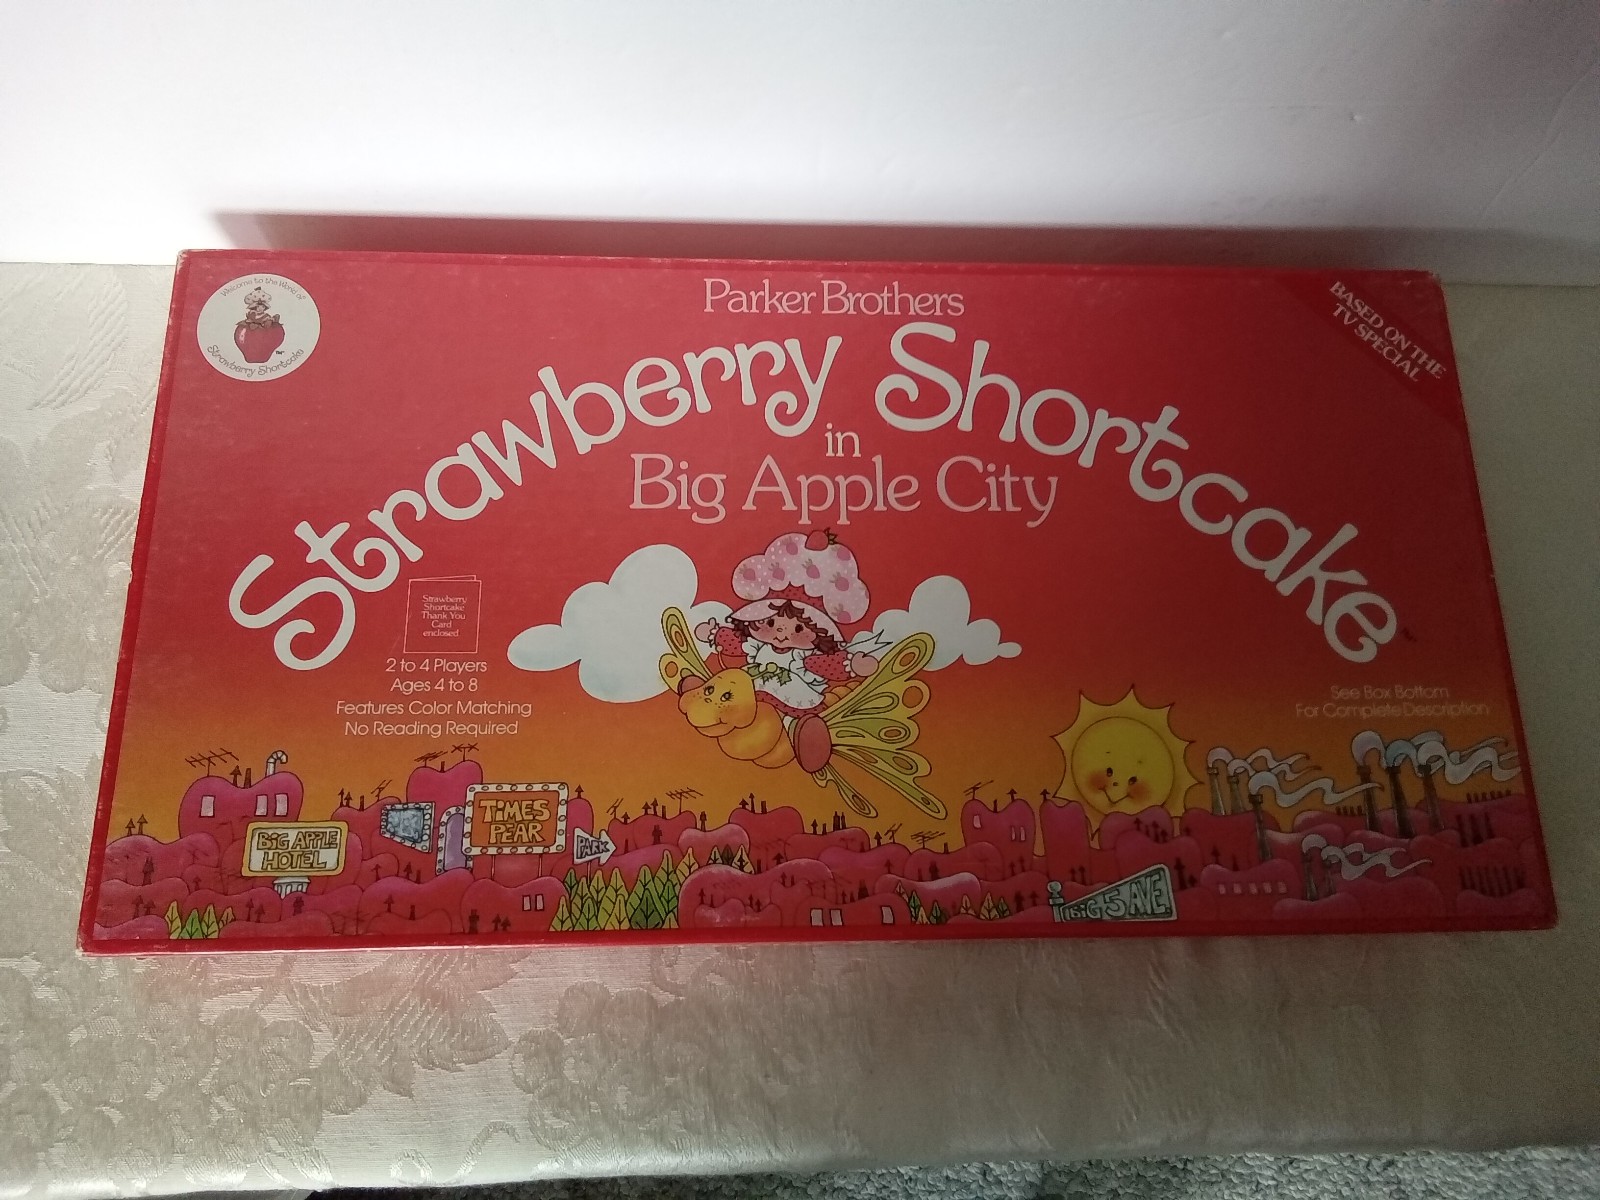 Welcome to the World of
Strawberry Shortcake
TM
Parker Brothers
BASED ON THE
TV SPECIAL
Strawberry Shortcake
in
Big Apple City
Strawberry
Shortcake
Thank You
Card
enclosed
2 to 4 Players
Ages 4 to 8
Features Color Matching
No Reading Required
See Box Bottom
For Complete Description
BIG APPLE
HOTEL
TIMES
PEAR
PARK
BIG 5 AVE